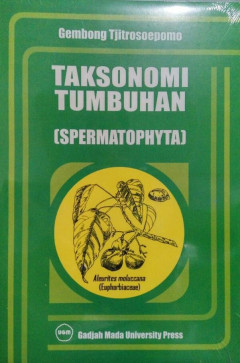 Gembong Tjitrosoepomo
TAKSONOMI
TUMBUHAN
(SPERMATOPHYTA)
Aleurites moluccana
(Euphorbiaceae)
UGM
Gadjah Mada University Press